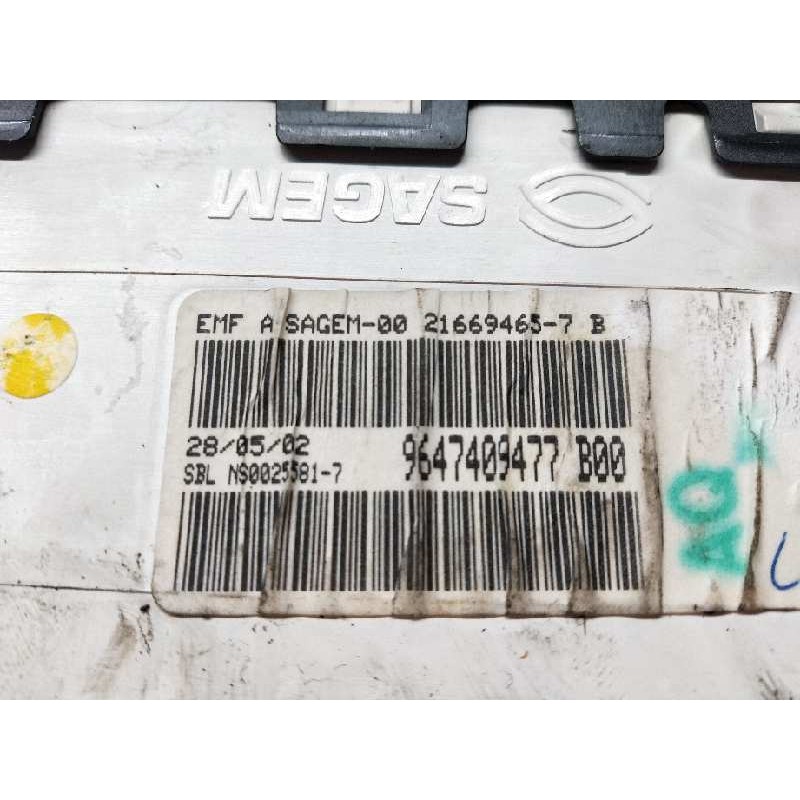 SAGEM
EMF A SAGEM-00 21669465-7 B
28/05/02
9647409477 B00
SBL NS0025581-7